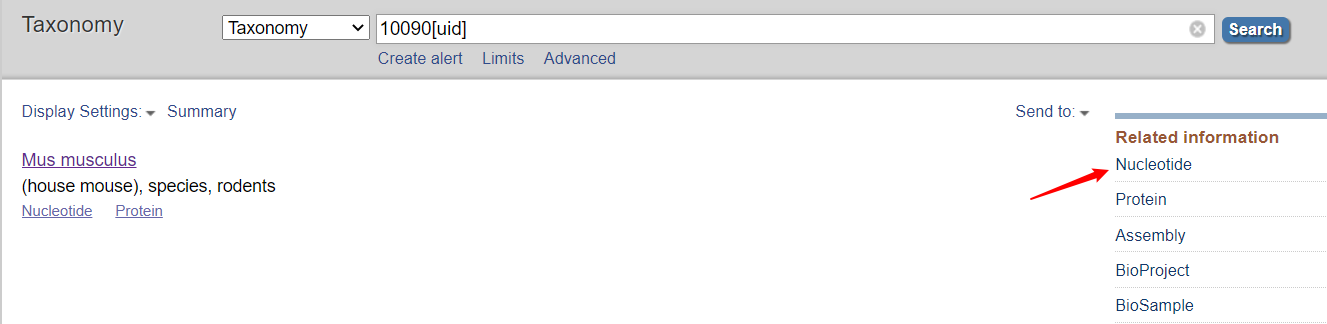 Taxonomy
Taxonomy 10090[uid] Search
Create alert Limits Advanced
Display Settings: Summary Send to:
Mus musculus
(house mouse), species, rodents
Nucleotide Protein
Related information
Nucleotide
Protein
Assembly
BioProject
BioSample